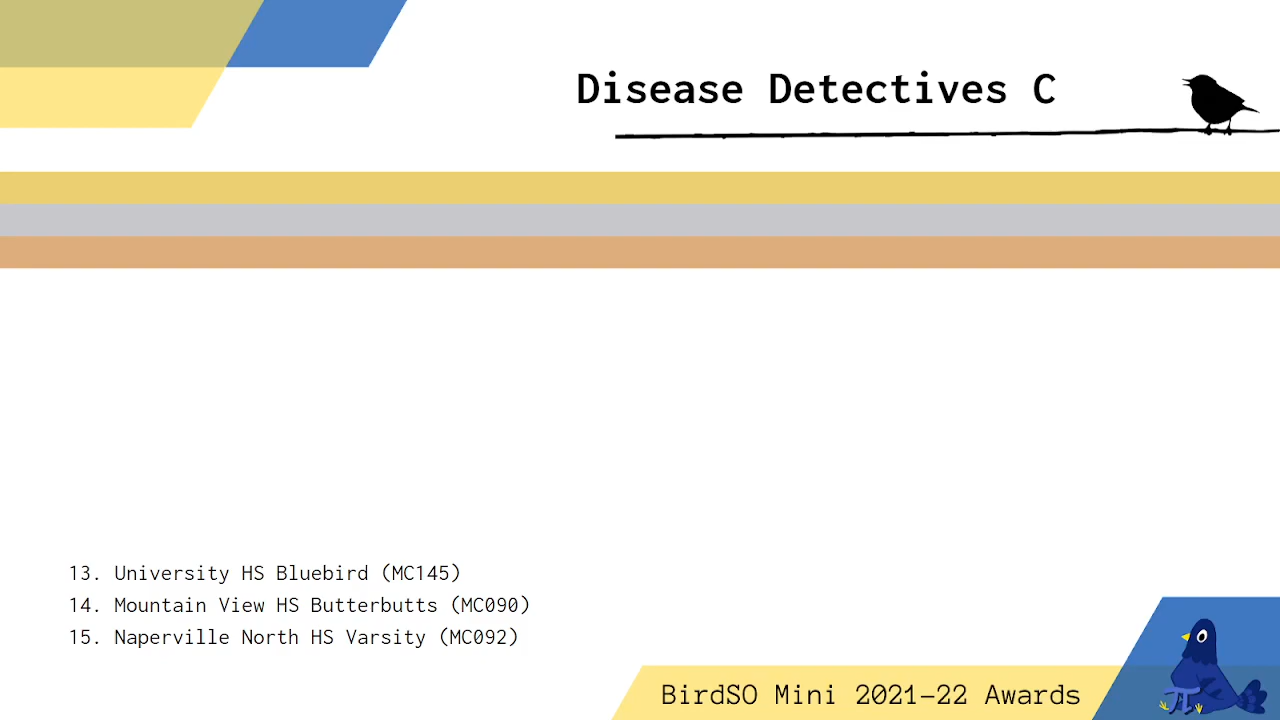 Disease Detectives C
13. University HS Bluebird (MC145)
14. Mountain View HS Butterbutts (MC090)
15. Naperville North HS Varsity (MC092)
BirdSO Mini 2021-22 Awards
π